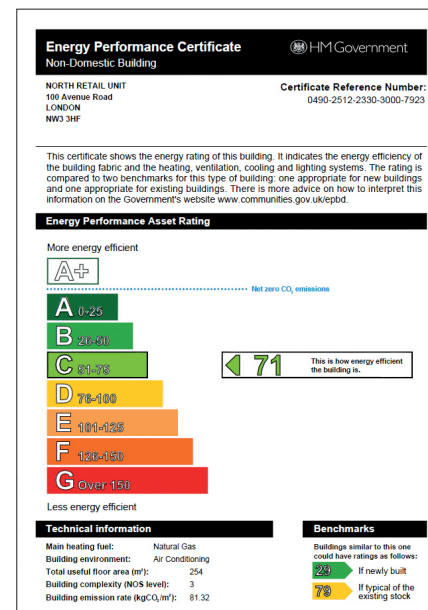 Energy Performance Certificate
Non-Domestic Building
HM Government
NORTH RETAIL UNIT
100 Avenue Road
LONDON
NW3 3HF
Certificate Reference Number:
0490-2512-2330-3000-7923
This certificate shows the energy rating of this building. It indicates the energy efficiency of
the building fabric and the heating, ventilation, cooling and lighting systems. The rating is
compared to two benchmarks for this type of building: one appropriate for new buildings
and one appropriate for existing buildings. There is more advice on how to interpret this
information on the Government's website www.communities.gov.uk/epbd.
Energy Performance Asset Rating
More energy efficient
A+
Net zero CO₂ emissions
A 0-25
B 26-50
C 51-75
71
This is how energy efficient
the building is.
D 76-100
E 101-125
F 126-150
G Over 150
Less energy efficient
Technical information
Main heating fuel: Natural Gas
Building environment: Air Conditioning
Total useful floor area (m²): 254
Building complexity (NOS level): 3
Building emission rate (kgCO₂/m²): 81.32
Benchmarks
Buildings similar to this one
could have ratings as follows:
29 If newly built
79 If typical of the
existing stock